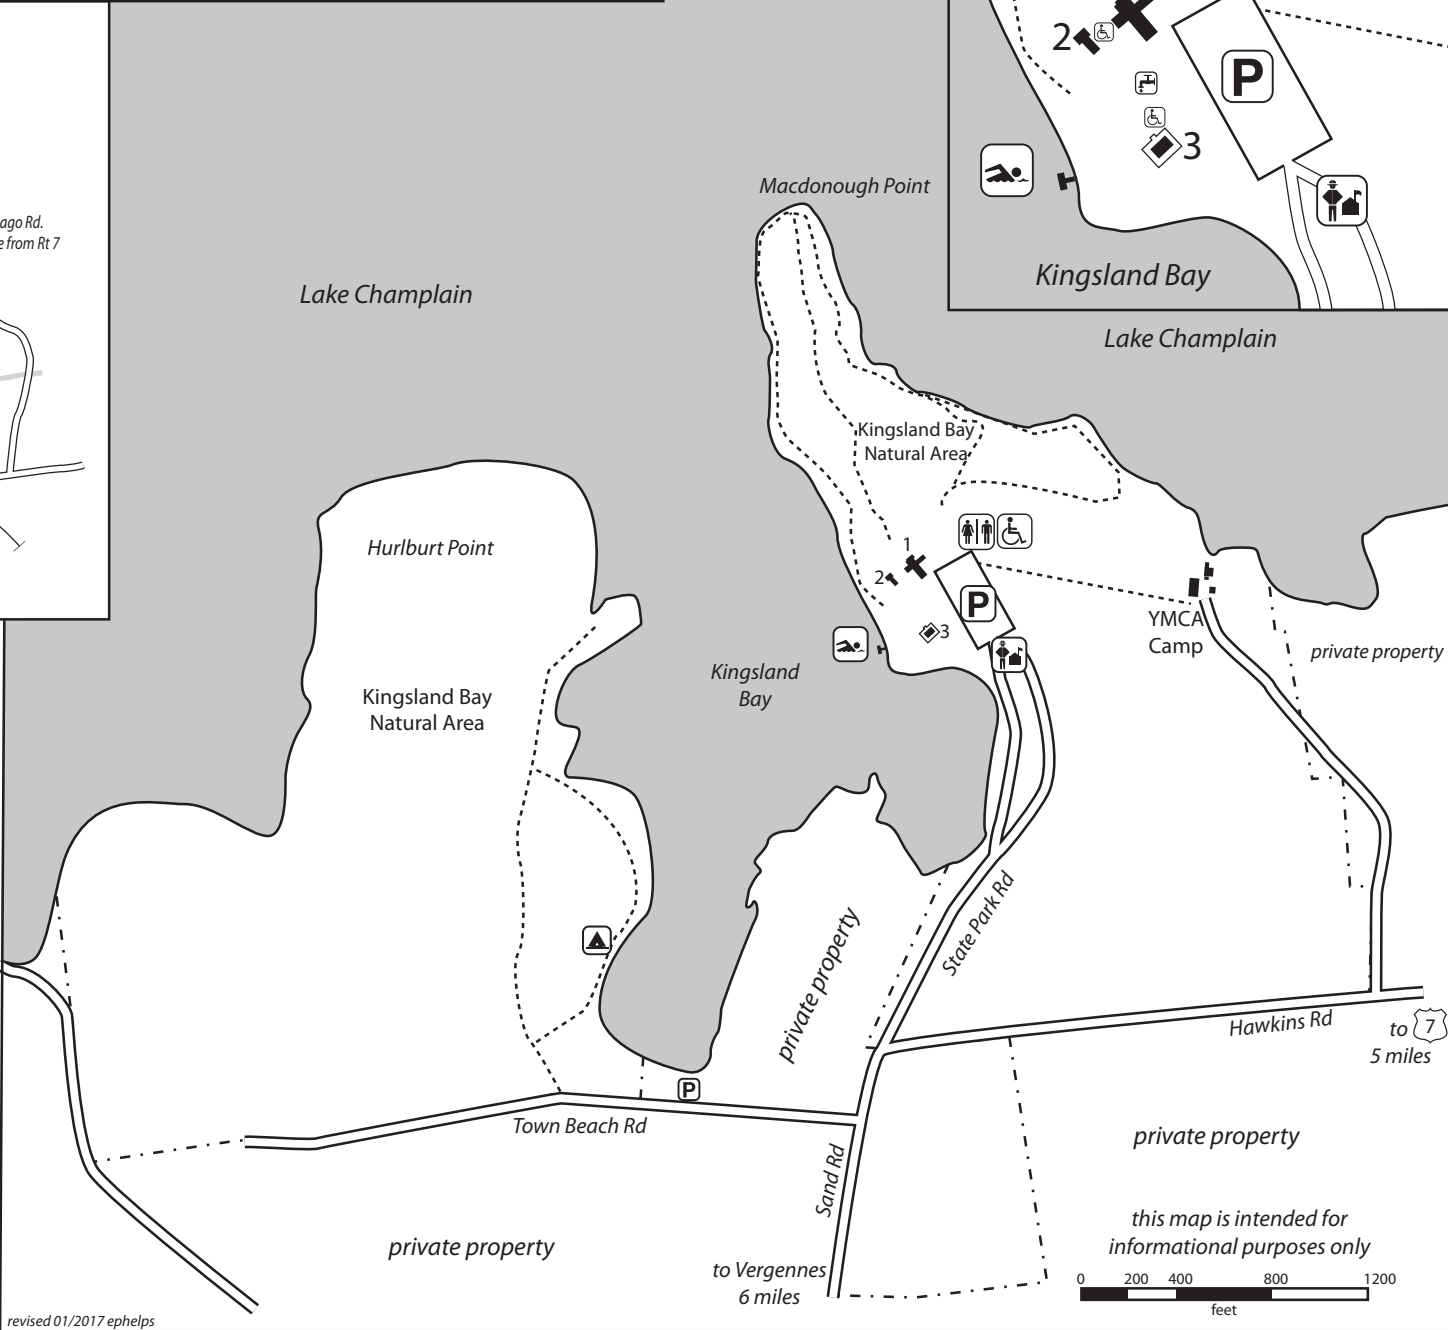 2
P
3
Kingsland Bay
ago Rd.
e from Rt 7
Macdonough Point
Lake Champlain
Lake Champlain
Kingsland Bay
Natural Area
Hurlburt Point
1
2
P
3
YMCA
Camp
private property
Kingsland
Bay
Kingsland Bay
Natural Area
private property
State Park Rd
Hawkins Rd
to 7
5 miles
P
Town Beach Rd
Sand Rd
private property
private property
this map is intended for
informational purposes only
to Vergennes
6 miles
0 200 400 800 1200
feet
revised 01/2017 ephelps